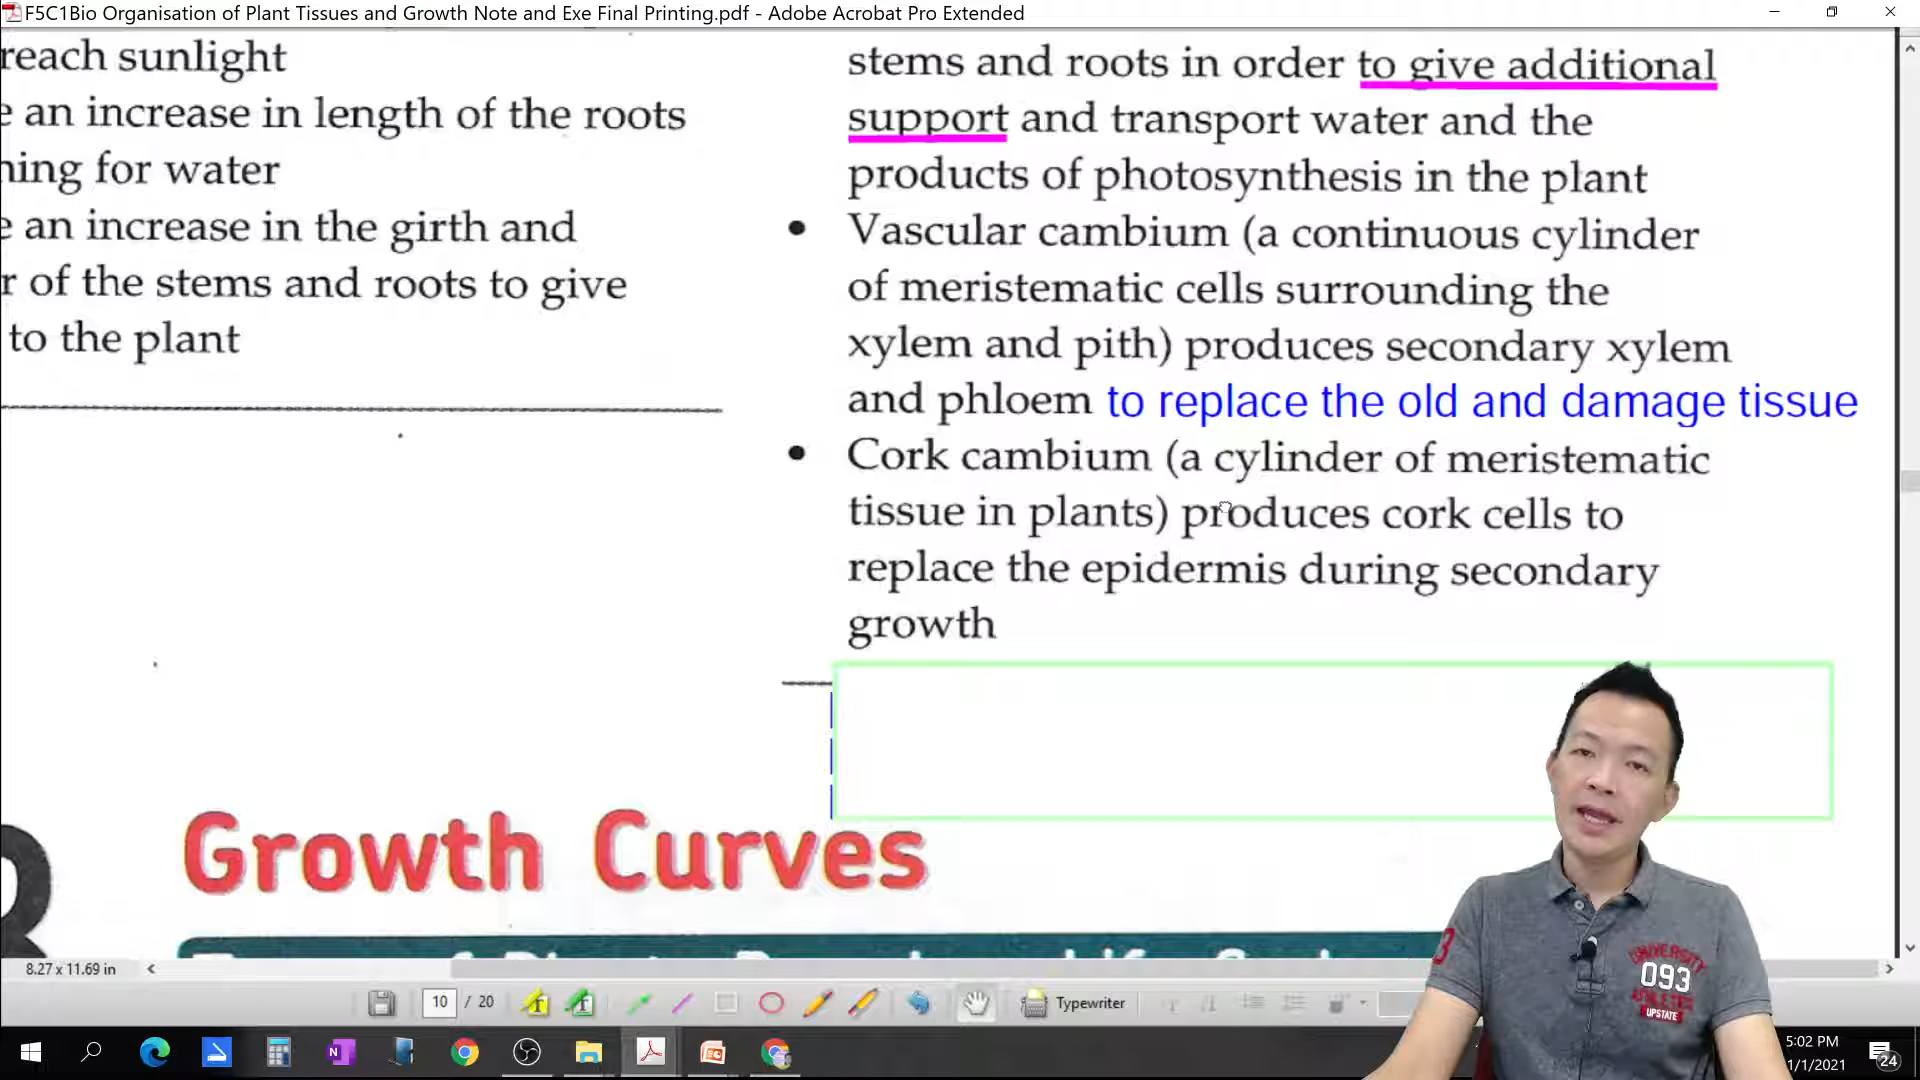 F5C1Bio Organisation of Plant Tissues and Growth Note and Exe Final Printing.pdf - Adobe Acrobat Pro Extended
reach sunlight
e an increase in length of the roots
ning for water
e an increase in the girth and
r of the stems and roots to give
to the plant
stems and roots in order to give additional
support and transport water and the
products of photosynthesis in the plant
• Vascular cambium (a continuous cylinder
of meristematic cells surrounding the
xylem and pith) produces secondary xylem
and phloem to replace the old and damage tissue
• Cork cambium (a cylinder of meristematic
tissue in plants) produces cork cells to
replace the epidermis during secondary
growth
Growth Curves
8.27 x 11.69 in
10 / 20
Typewriter
UNIVERSITY
093
ATHLETES
UPSTATE
3
5:02 PM
1/1/2021
24